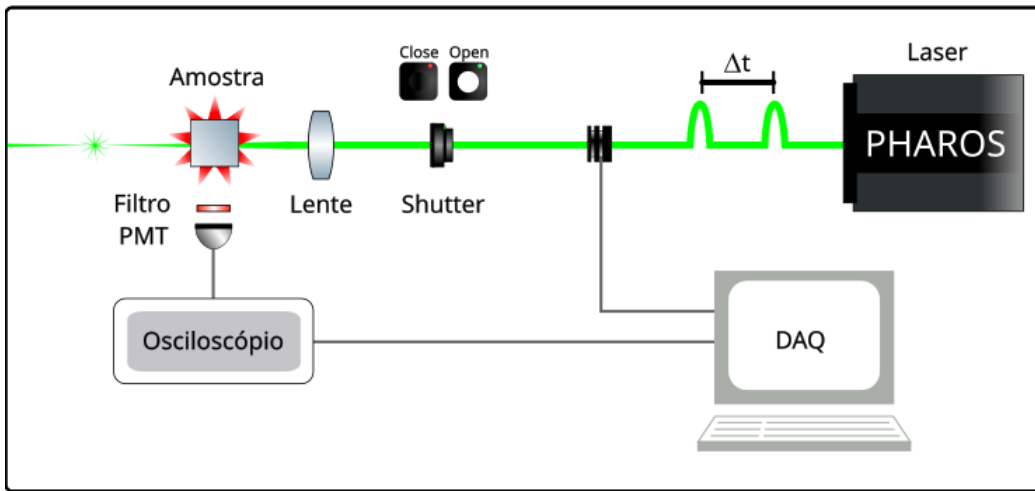 Close Open
Δt
Laser
Amostra
PHAROS
Filtro
PMT
Lente
Shutter
Osciloscópio
DAQ